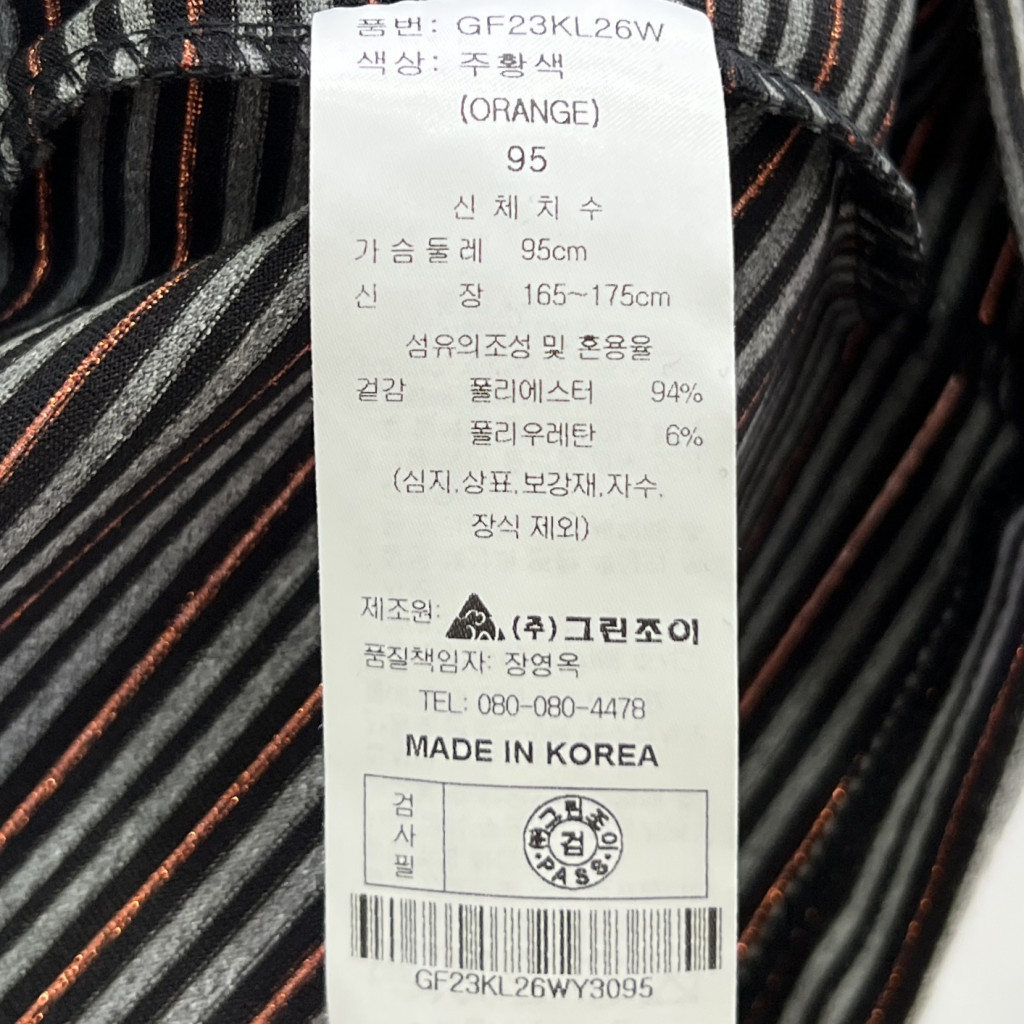 품번: GF23KL26W
색상: 주황색
(ORANGE)
95
신 체 치 수
가슴둘레 95cm
신 장 165~175cm
섬유의조성 및 혼용율
겉감 폴리에스터 94%
폴리우레탄 6%
(심지,상표,보강재,자수,
장식 제외)
제조원: (주)그린조이
품질책임자: 장영옥
TEL: 080-080-4478
MADE IN KOREA
검사필
그린조이
검
PASS
GF23KL26WY3095